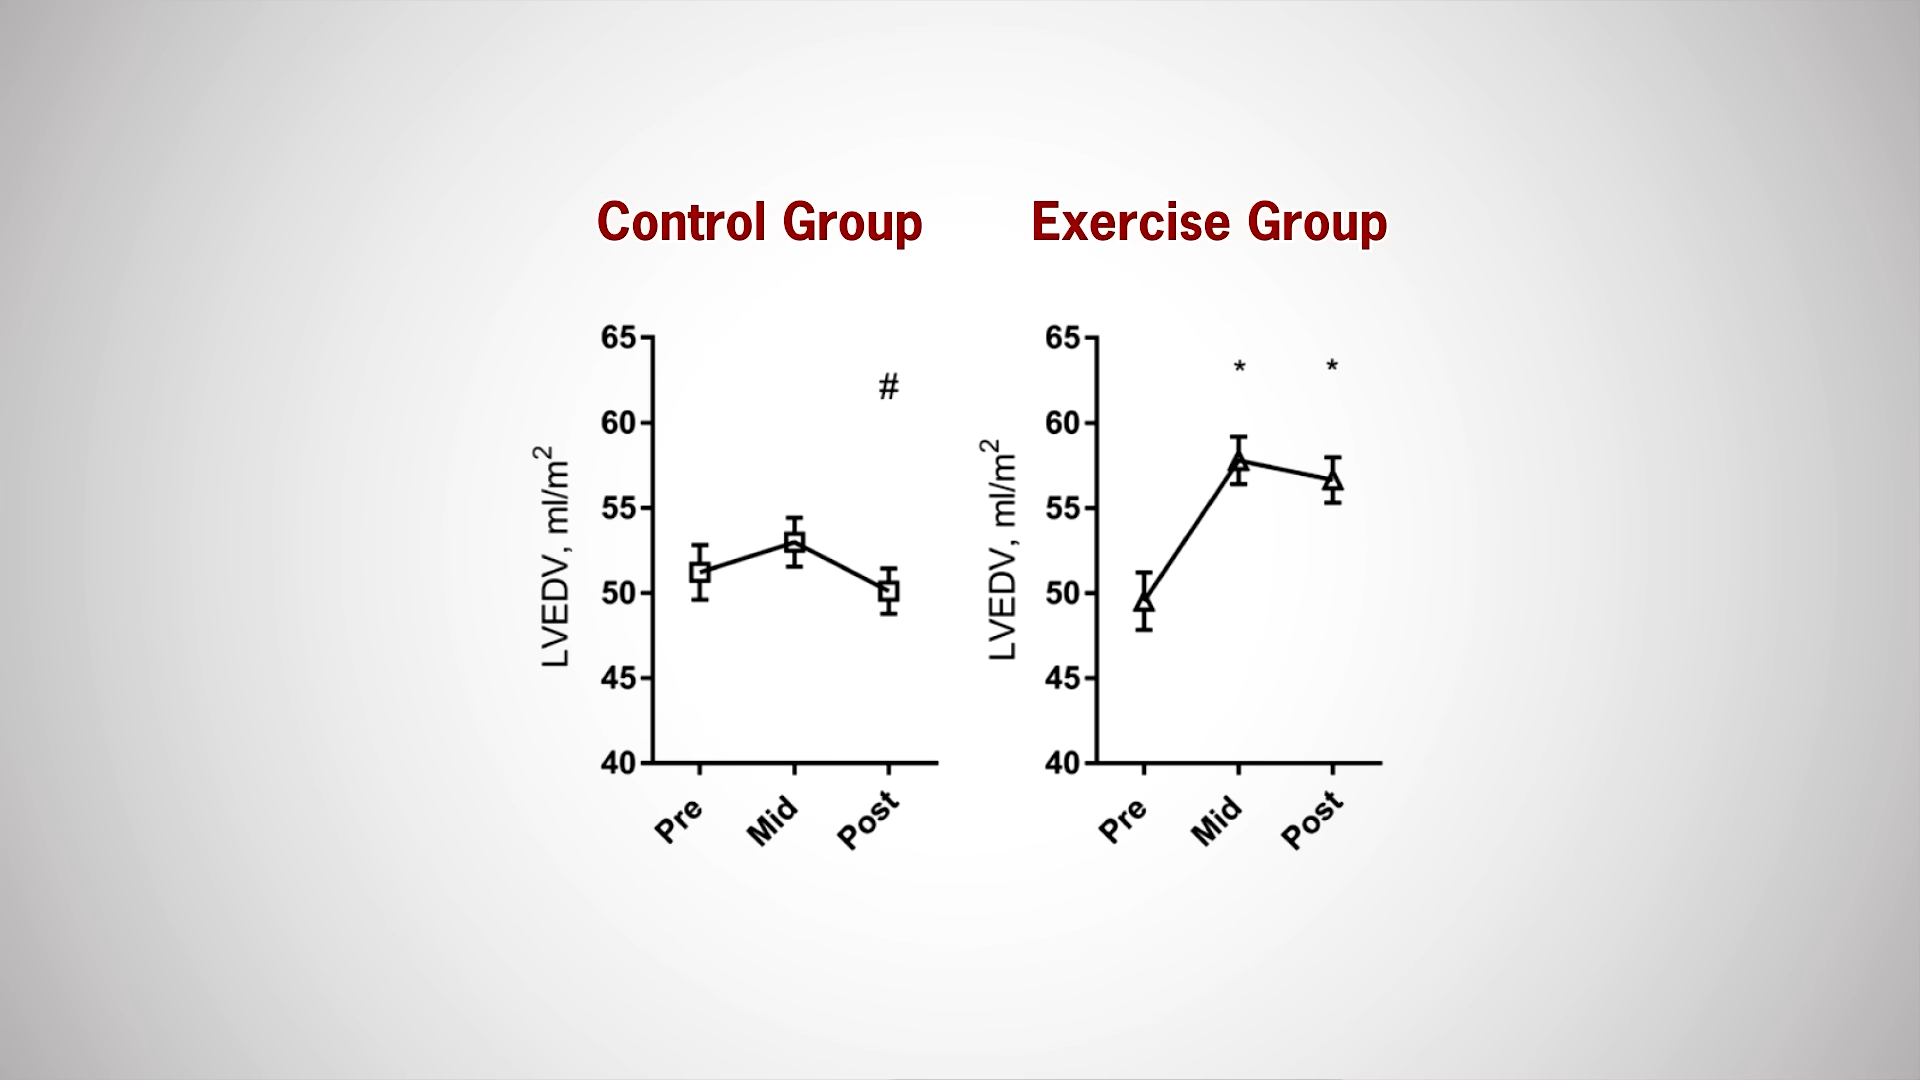 Control Group
65
#
60
55
50
45
40
LVEDV, ml/m²
Pre
Mid
Post
Exercise Group
65
* *
60
55
50
45
40
LVEDV, ml/m²
Pre
Mid
Post